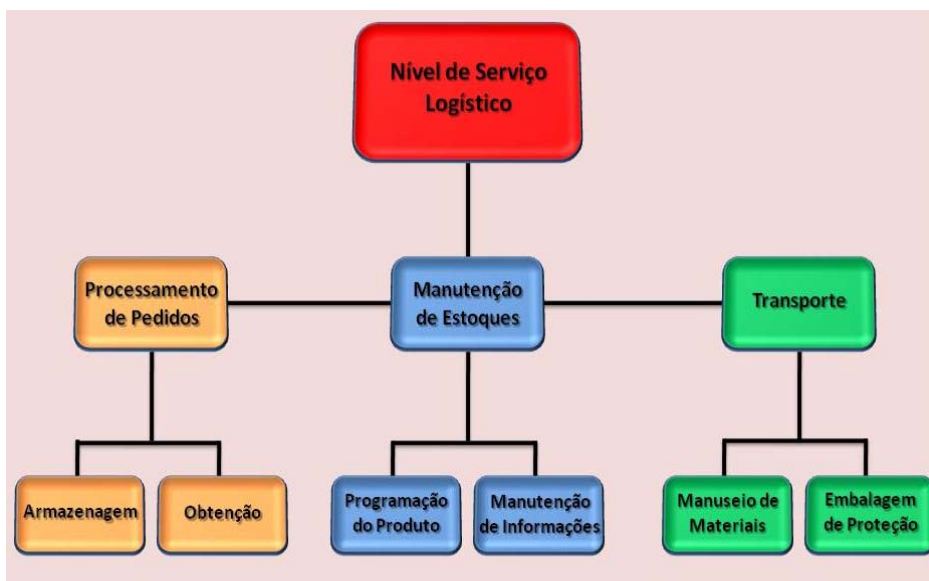 Nível de Serviço
Logístico
Processamento
de Pedidos
Manutenção
de Estoques
Transporte
Armazenagem
Obtenção
Programação
do Produto
Manutenção
de Informações
Manuseio de
Materiais
Embalagem
de Proteção